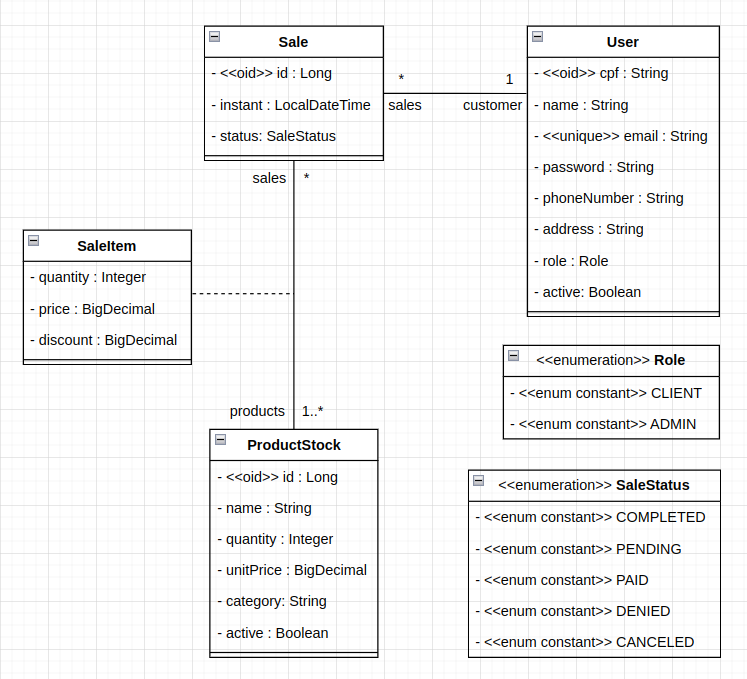 Sale
- <<oid>> id : Long
- instant : LocalDateTime
- status: SaleStatus
* 1
sales customer
User
- <<oid>> cpf : String
- name : String
- <<unique>> email : String
- password : String
- phoneNumber : String
- address : String
- role : Role
- active: Boolean
sales *
SaleItem
- quantity : Integer
- price : BigDecimal
- discount : BigDecimal
products 1..*
ProductStock
- <<oid>> id : Long
- name : String
- quantity : Integer
- unitPrice : BigDecimal
- category: String
- active : Boolean
<<enumeration>> Role
- <<enum constant>> CLIENT
- <<enum constant>> ADMIN
<<enumeration>> SaleStatus
- <<enum constant>> COMPLETED
- <<enum constant>> PENDING
- <<enum constant>> PAID
- <<enum constant>> DENIED
- <<enum constant>> CANCELED